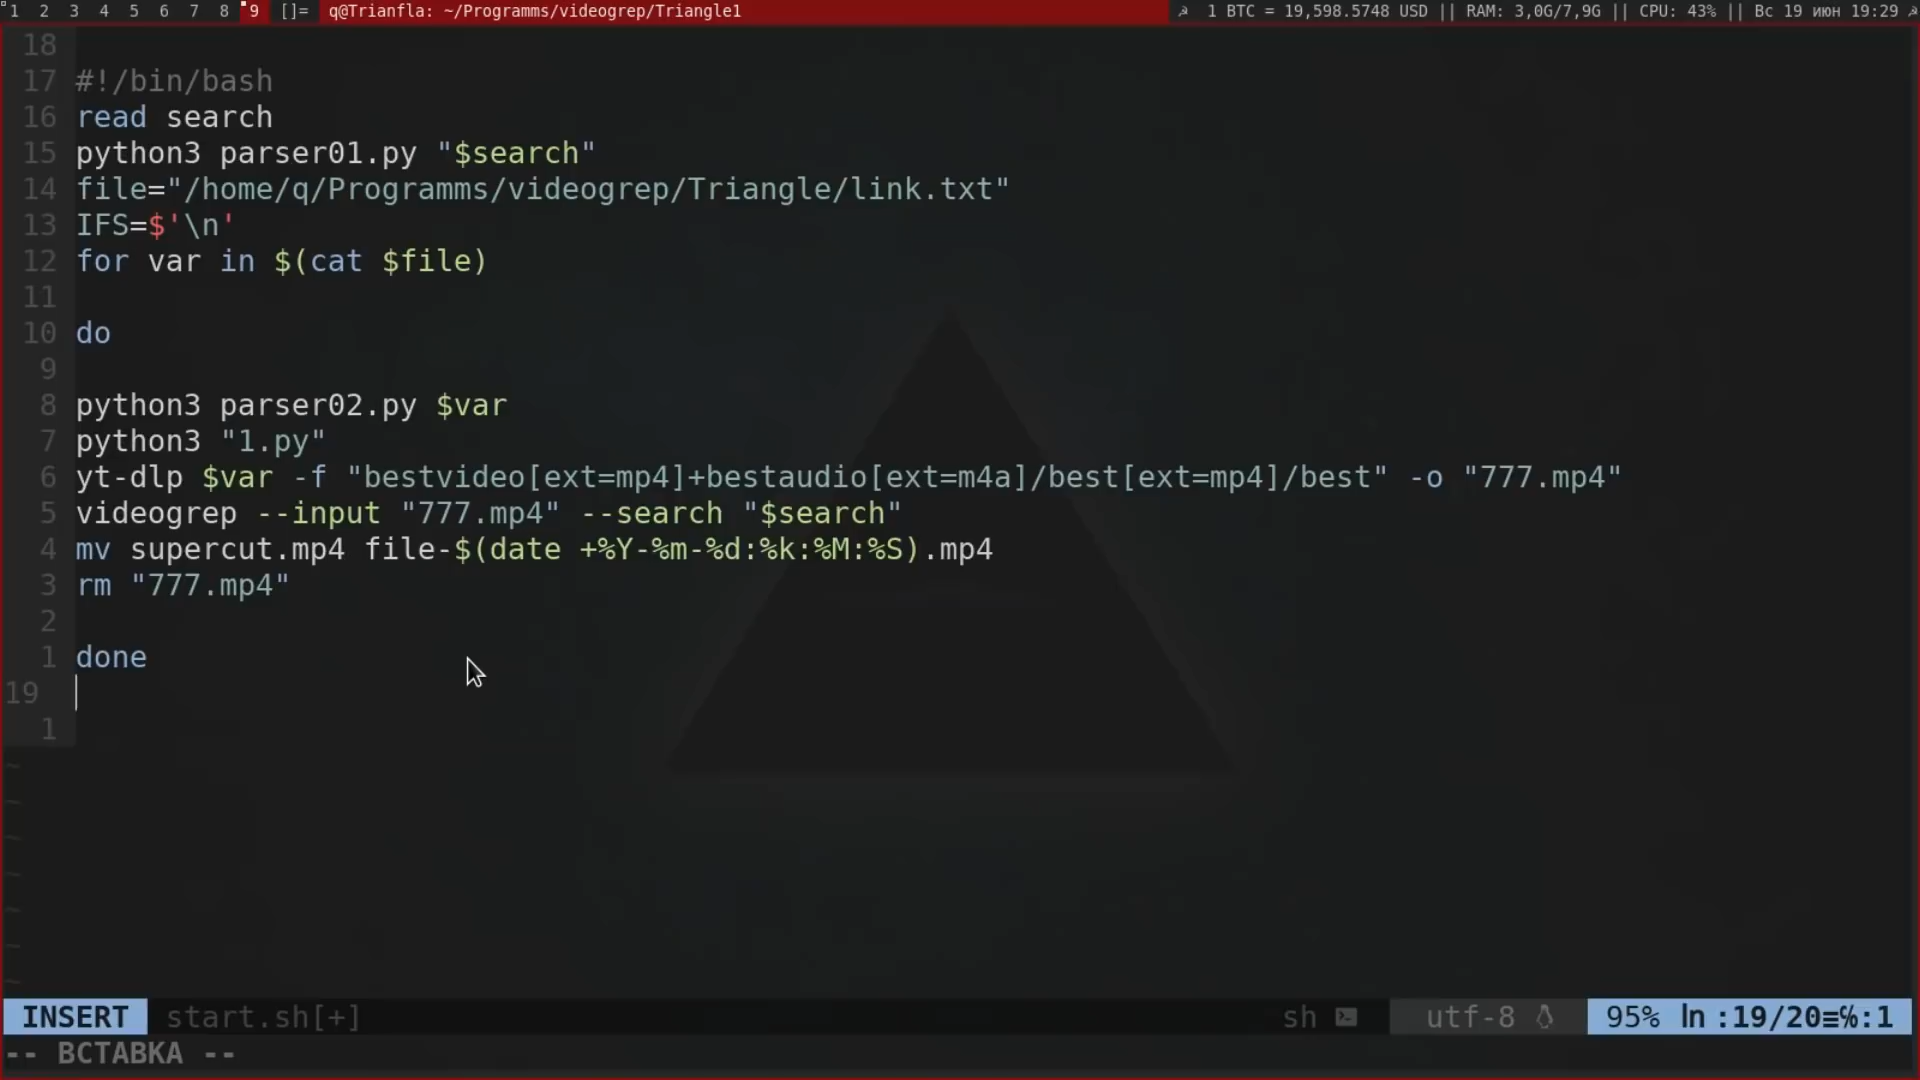 1 2 3 4 5 6 7 8 9 []= q@Trianfla: ~/Programms/videogrep/Triangle1 1 BTC = 19,598.5748 USD || RAM: 3,0G/7,9G || CPU: 43% || Вс 19 июн 19:29
18
17 #!/bin/bash
16 read search
15 python3 parser01.py "$search"
14 file="/home/q/Programms/videogrep/Triangle/link.txt"
13 IFS=$'\n'
12 for var in $(cat $file)
11
10 do
9
8 python3 parser02.py $var
7 python3 "1.py"
6 yt-dlp $var -f "bestvideo[ext=mp4]+bestaudio[ext=m4a]/best[ext=mp4]/best" -o "777.mp4"
5 videogrep --input "777.mp4" --search "$search"
4 mv supercut.mp4 file-$(date +%Y-%m-%d:%k:%M:%S).mp4
3 rm "777.mp4"
2
1 done
19
1
~
~
~
~
~
~
~
INSERT start.sh[+] sh utf-8 95% ln :19/20≡℅:1
-- ВСТАВКА --